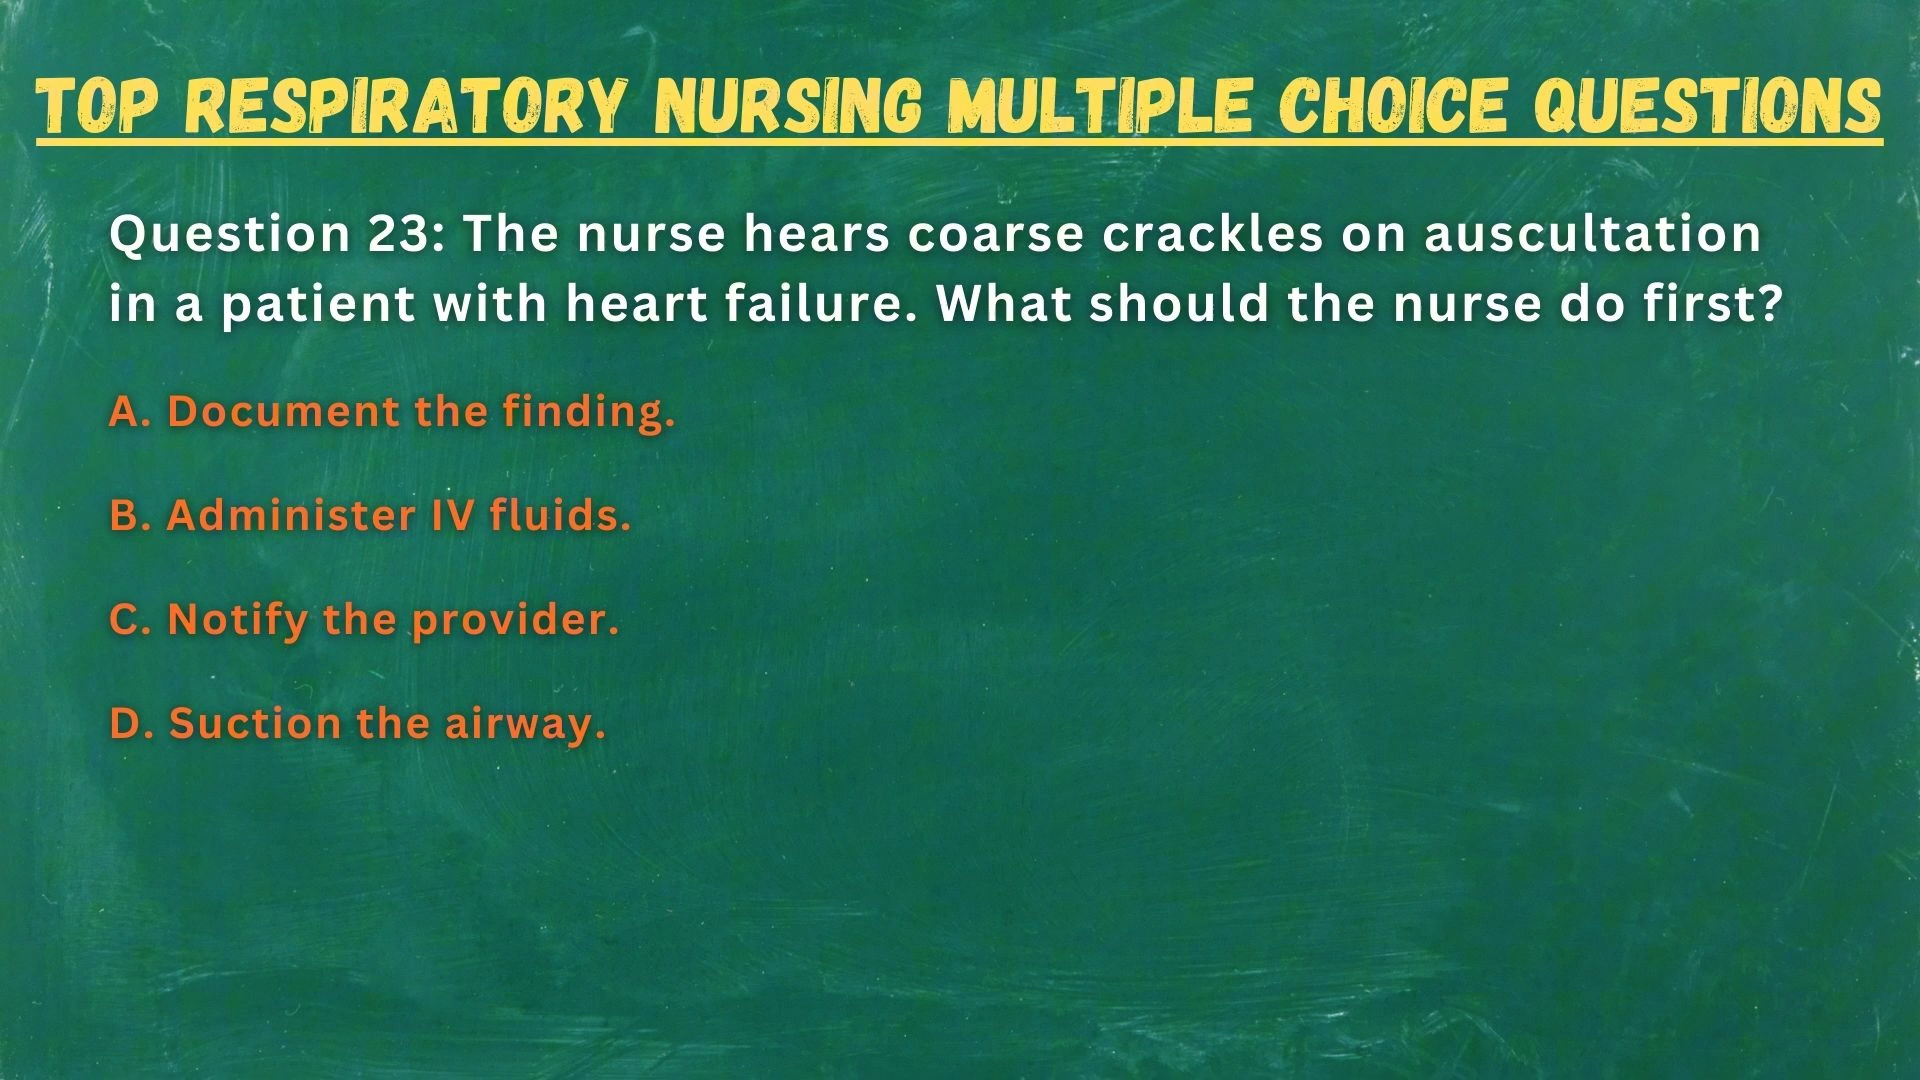 TOP RESPIRATORY NURSING MULTIPLE CHOICE QUESTIONS
Question 23: The nurse hears coarse crackles on auscultation
in a patient with heart failure. What should the nurse do first?
A. Document the finding.
B. Administer IV fluids.
C. Notify the provider.
D. Suction the airway.